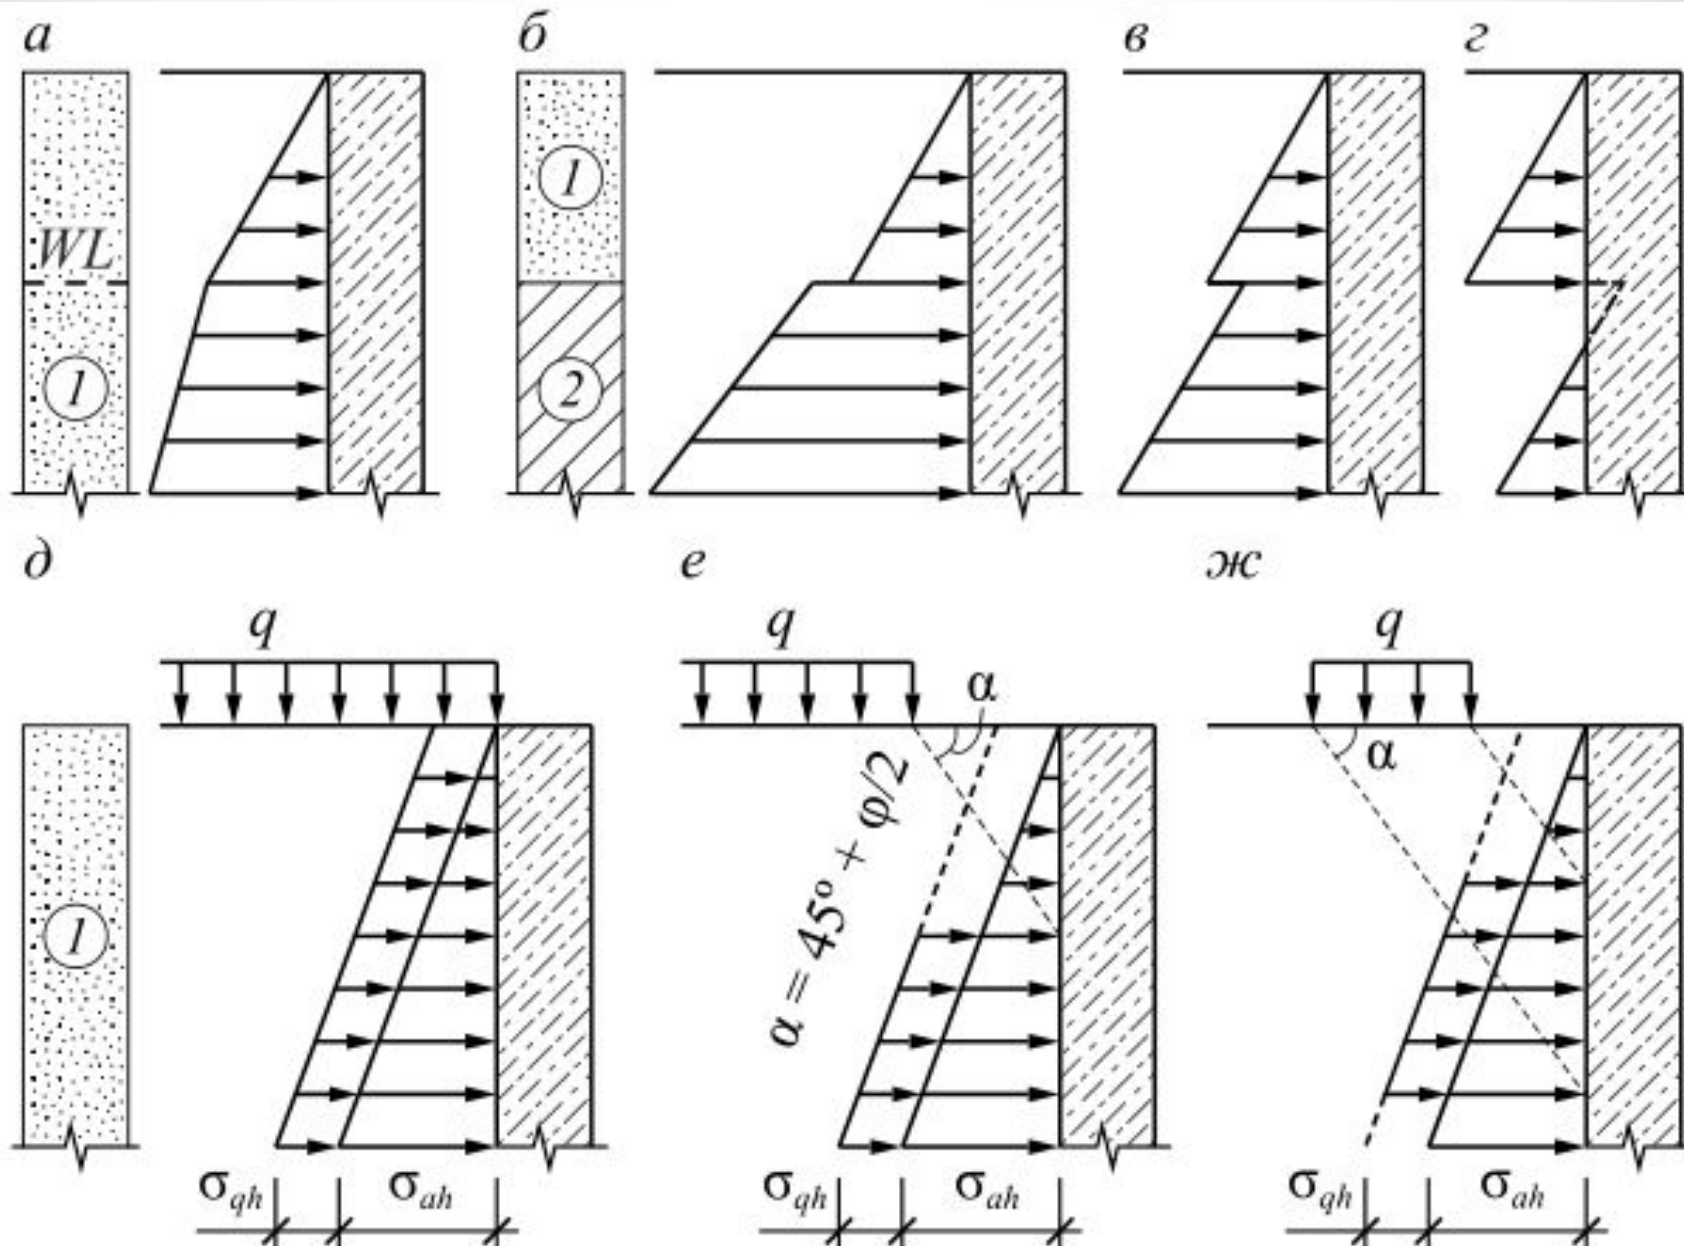 а б в г
WL
1
1
2
д е ж
q q q
α
α
α = 45° + φ/2
1
σqh σah σqh σah σqh σah